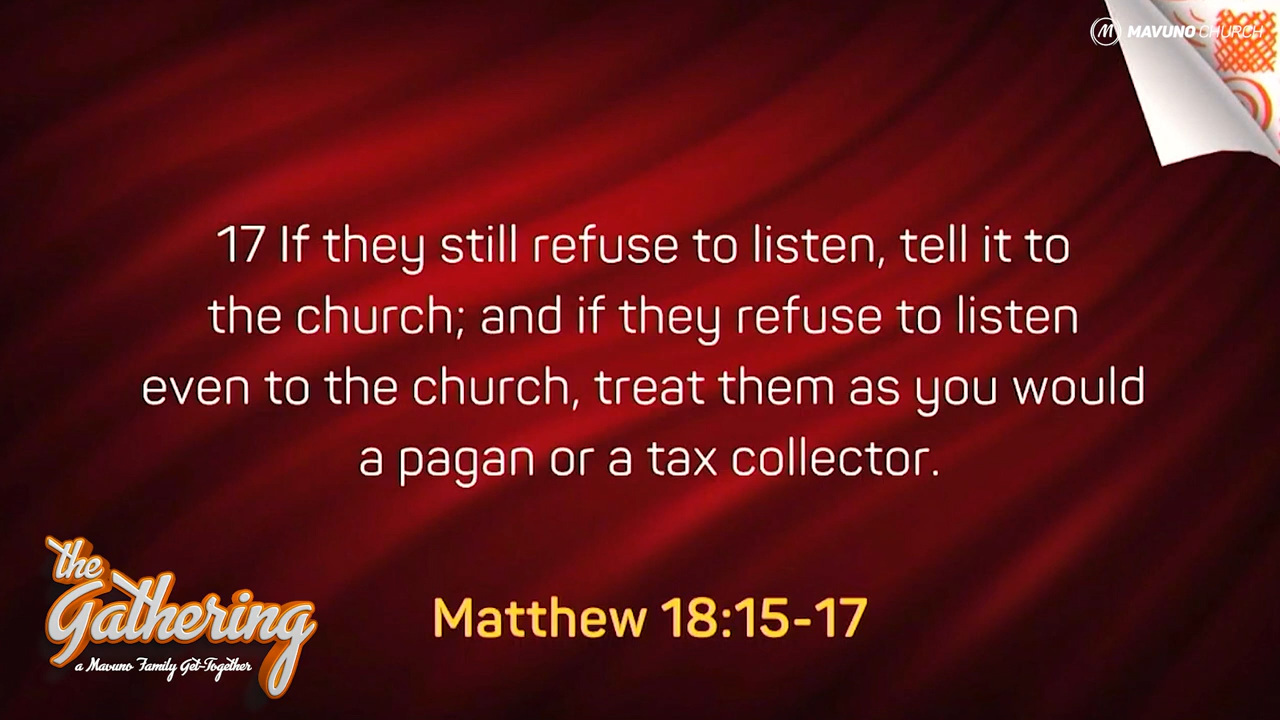 MAVUNO CHURCH
17 If they still refuse to listen, tell it to
the church; and if they refuse to listen
even to the church, treat them as you would
a pagan or a tax collector.
Matthew 18:15-17
the
Gathering
a Mavuno Family Get-Together